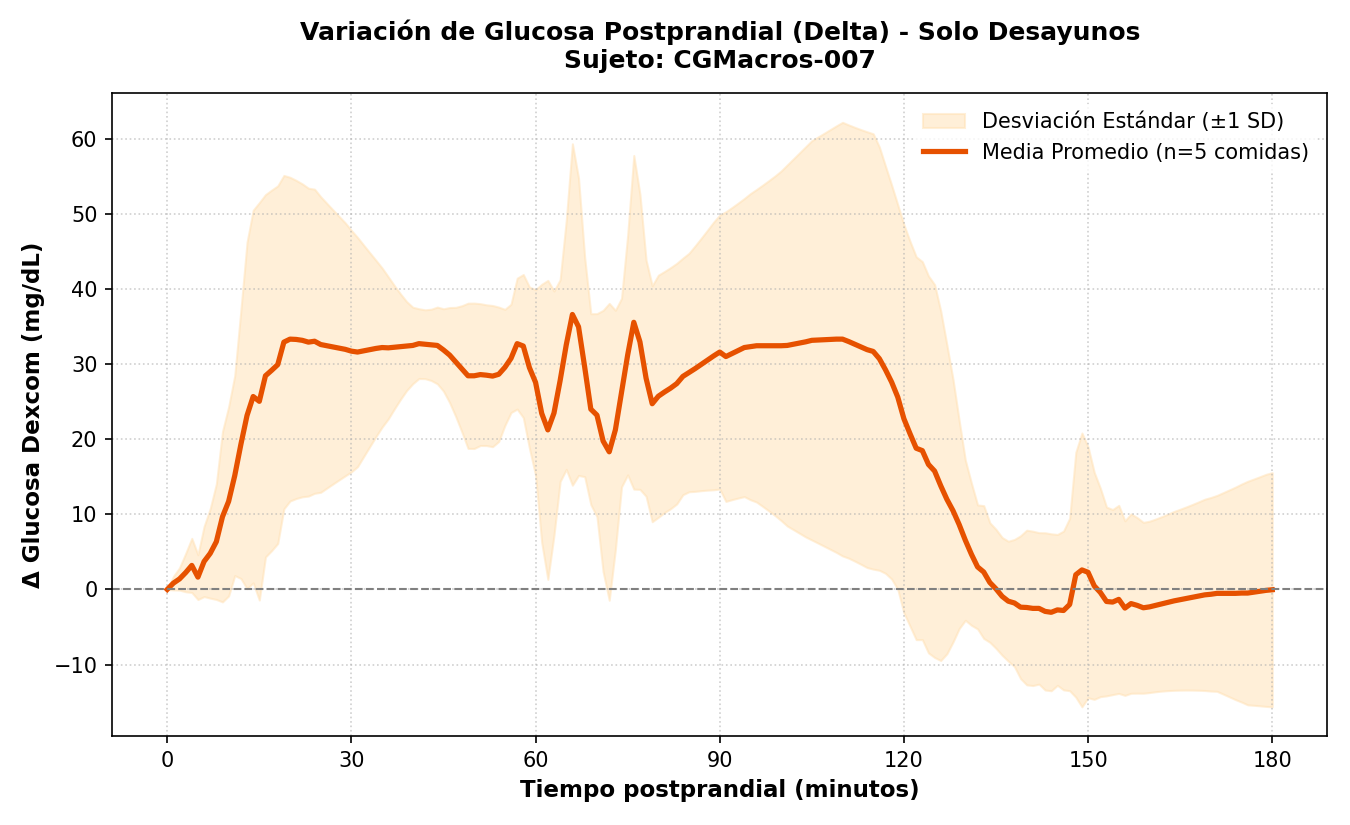 Variación de Glucosa Postprandial (Delta) - Solo Desayunos
Sujeto: CGMacros-007
Desviación Estándar (±1 SD)
Media Promedio (n=5 comidas)
Δ Glucosa Dexcom (mg/dL)
60
50
40
30
20
10
0
−10
0 30 60 90 120 150 180
Tiempo postprandial (minutos)